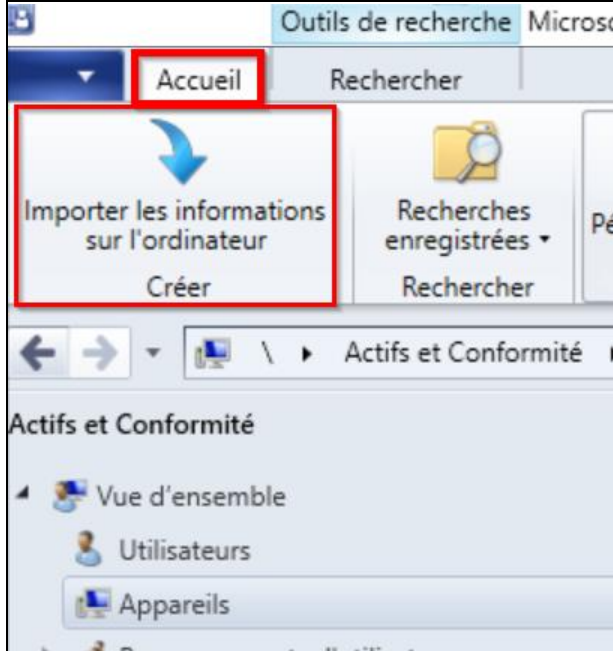 Outils de recherche
Accueil Rechercher
Importer les informations
sur l'ordinateur
Créer
Recherches
enregistrées
Rechercher
\ Actifs et Conformité
Actifs et Conformité
Vue d'ensemble
Utilisateurs
Appareils